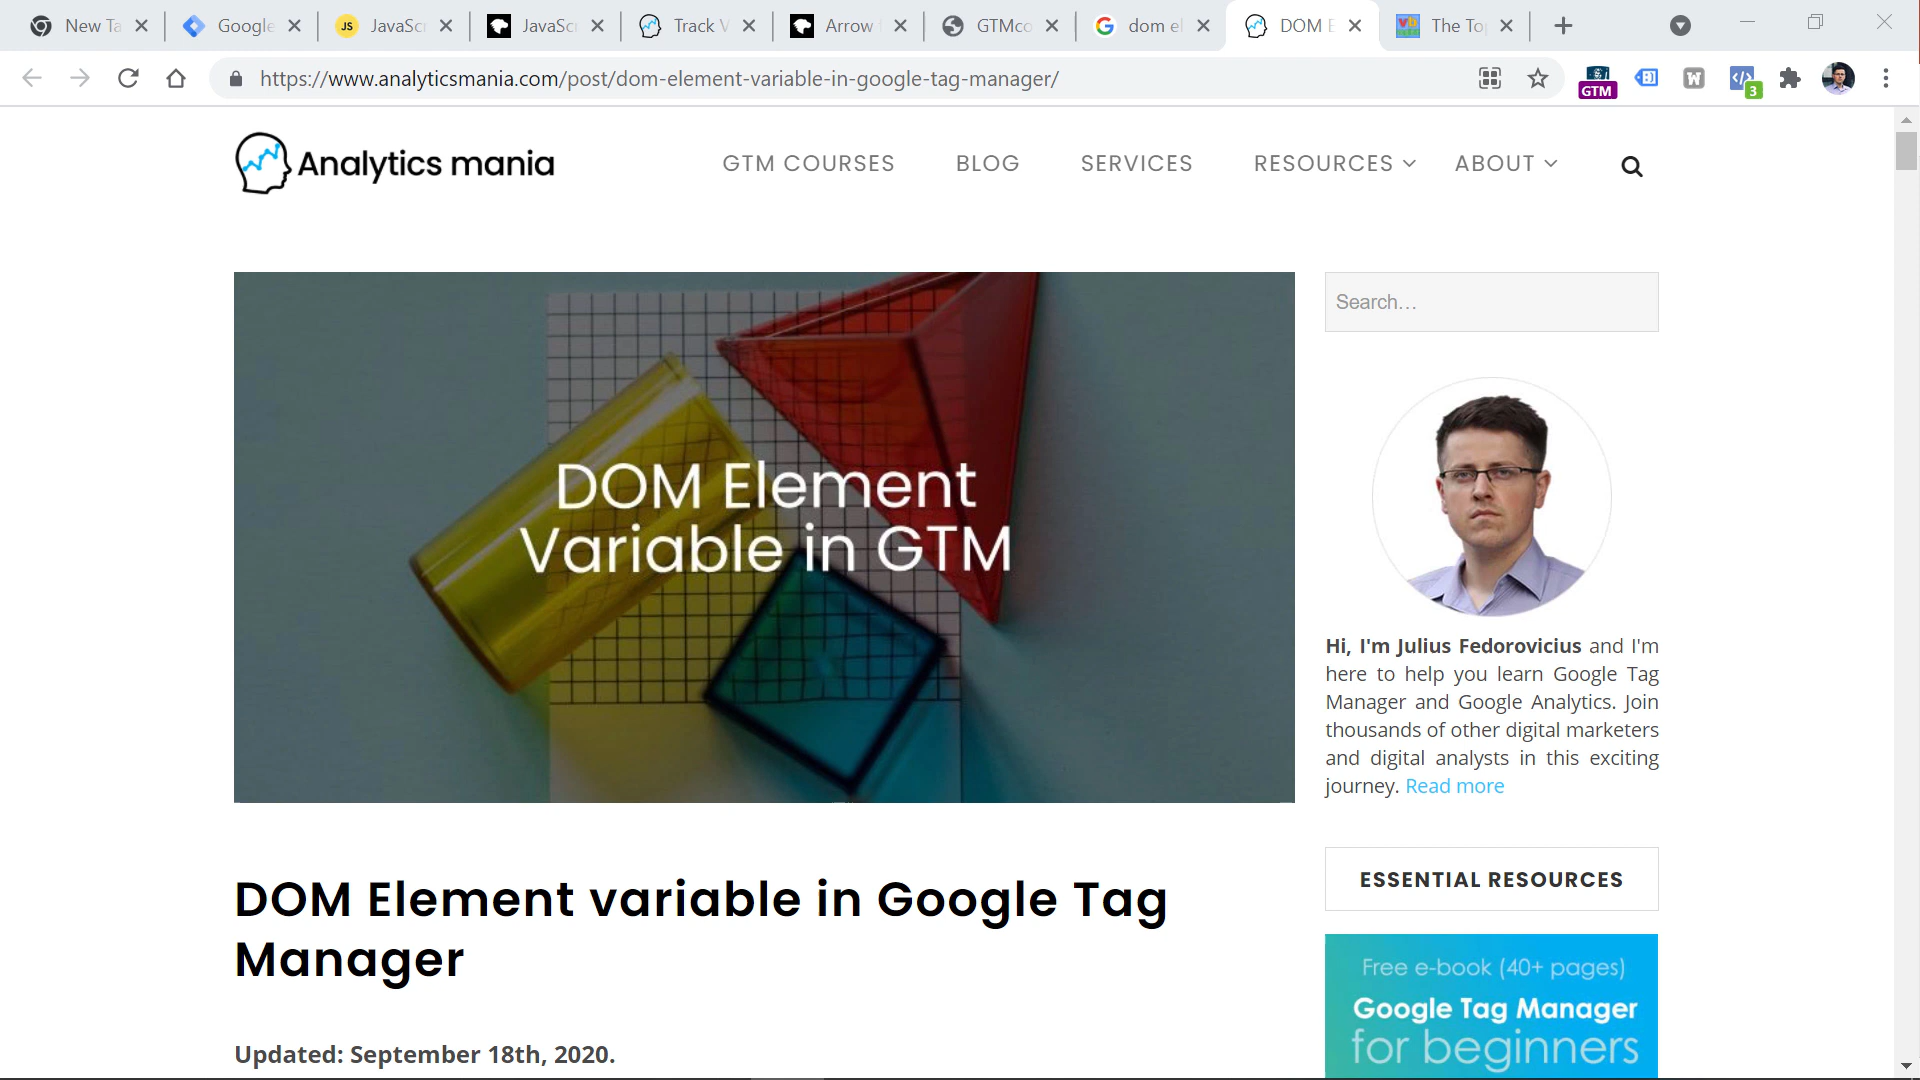 New Ta
Google
JS
JavaScr
JavaSc
Track V
Arrow
GTMco
dom el
DOM E
The To
https://www.analyticsmania.com/post/dom-element-variable-in-google-tag-manager/
GTM
W
3
Analytics mania
GTM COURSES
BLOG
SERVICES
RESOURCES
ABOUT
DOM Element
Variable in GTM
Search...
Hi, I'm Julius Fedorovicius and I'm
here to help you learn Google Tag
Manager and Google Analytics. Join
thousands of other digital marketers
and digital analysts in this exciting
journey. Read more
ESSENTIAL RESOURCES
Free e-book (40+ pages)
Google Tag Manager
for beginners
DOM Element variable in Google Tag
Manager
Updated: September 18th, 2020.